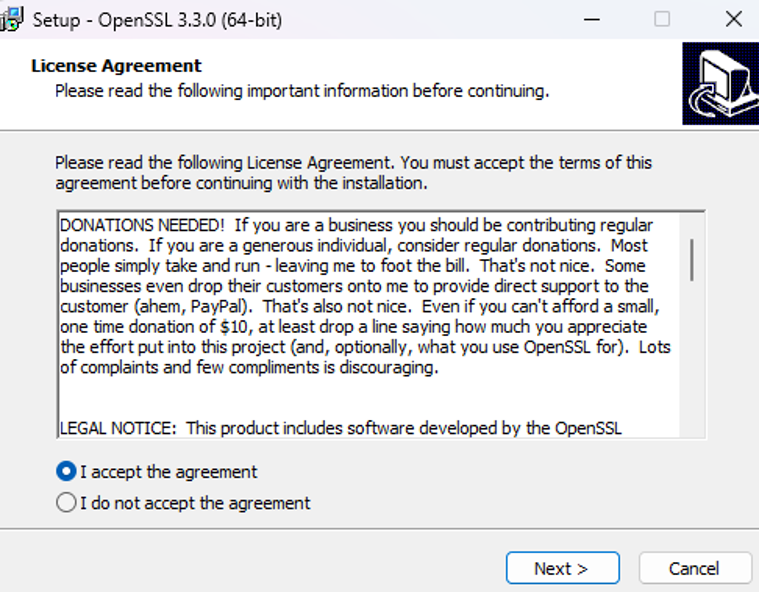 Setup - OpenSSL 3.3.0 (64-bit)
License Agreement
Please read the following important information before continuing.
Please read the following License Agreement. You must accept the terms of this
agreement before continuing with the installation.
DONATIONS NEEDED!  If you are a business you should be contributing regular
donations.  If you are a generous individual, consider regular donations.  Most
people simply take and run - leaving me to foot the bill.  That's not nice.  Some
businesses even drop their customers onto me to provide direct support to the
customer (ahem, PayPal).  That's also not nice.  Even if you can't afford a small,
one time donation of $10, at least drop a line saying how much you appreciate
the effort put into this project (and, optionally, what you use OpenSSL for).  Lots
of complaints and few compliments is discouraging.
LEGAL NOTICE:  This product includes software developed by the OpenSSL
I accept the agreement
I do not accept the agreement
Next >
Cancel